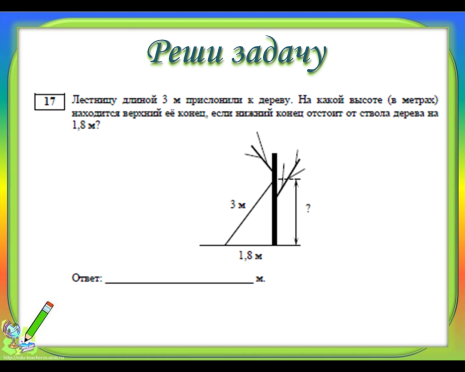 Реши задачу
17
Лестницу длиной 3 м прислонили к дереву. На какой высоте (в метрах)
находится верхний её конец, если нижний конец отстоит от ствола дерева на
1,8 м?
3 м
?
1,8 м
Ответ: ______________________________ м.